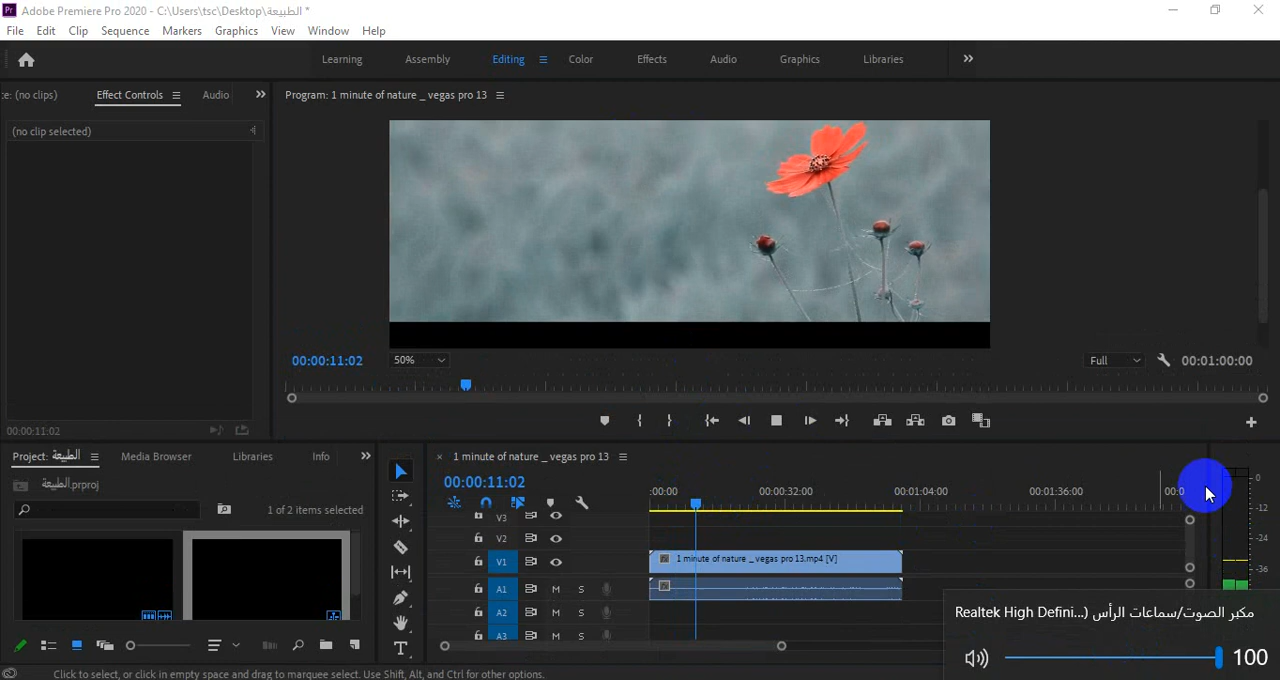 Adobe Premiere Pro 2020 - C:\Users\tsc\Desktop\الطبيعة *
File Edit Clip Sequence Markers Graphics View Window Help
Learning Assembly Editing Color Effects Audio Graphics Libraries
ce: (no clips) Effect Controls Audio
Program: 1 minute of nature _ vegas pro 13
(no clip selected)
00:00:11:02 50% Full 00:01:00:00
00:00:11:02
Project: الطبيعة Media Browser Libraries Info
الطبيعة.prproj
1 of 2 items selected
1 minute of nature _ vegas pro 13
00:00:11:02
:00:00 00:00:32:00 00:01:04:00 00:01:36:00 00:0
V3
V2
V1 1 minute of nature _ vegas pro 13.mp4 [V]
A1 M S
A2 M S
A3 M S
0
-12
-24
-36
مكبر الصوت/سماعات الرأس (Realtek High Defini...
100
Click to select, or click in empty space and drag to marquee select. Use Shift, Alt, and Ctrl for other options.